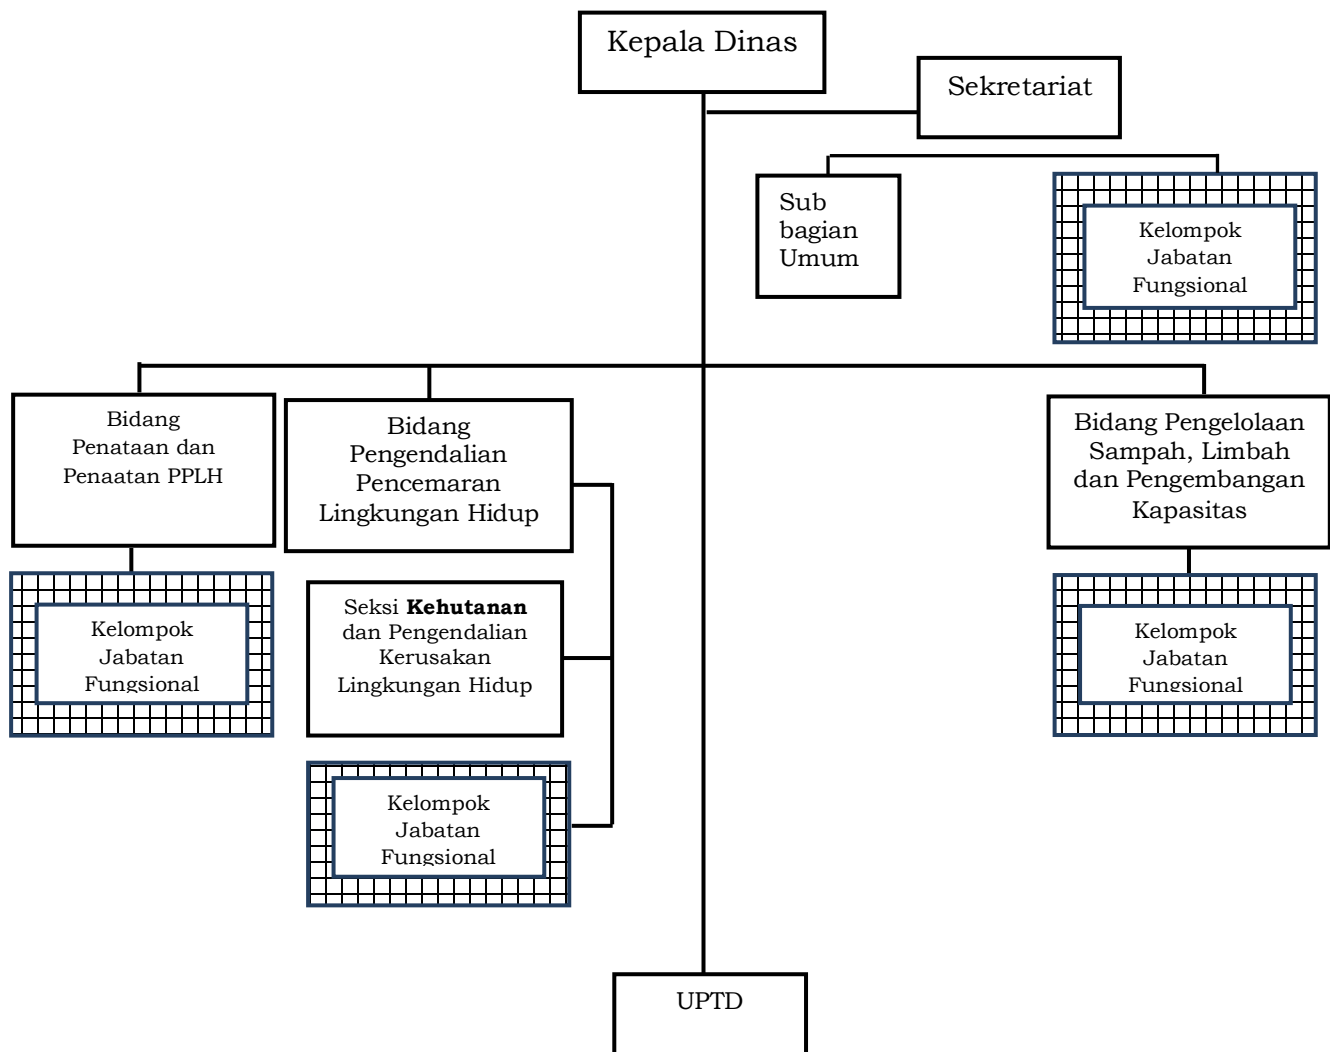 Kepala Dinas
Sekretariat
Sub
bagian
Umum
Kelompok
Jabatan
Fungsional
Bidang
Penataan dan
Penaatan PPLH
Bidang
Pengendalian
Pencemaran
Lingkungan Hidup
Bidang Pengelolaan
Sampah, Limbah
dan Pengembangan
Kapasitas
Kelompok
Jabatan
Fungsional
Seksi Kehutanan
dan Pengendalian
Kerusakan
Lingkungan Hidup
Kelompok
Jabatan
Fungsional
Kelompok
Jabatan
Fungsional
UPTD